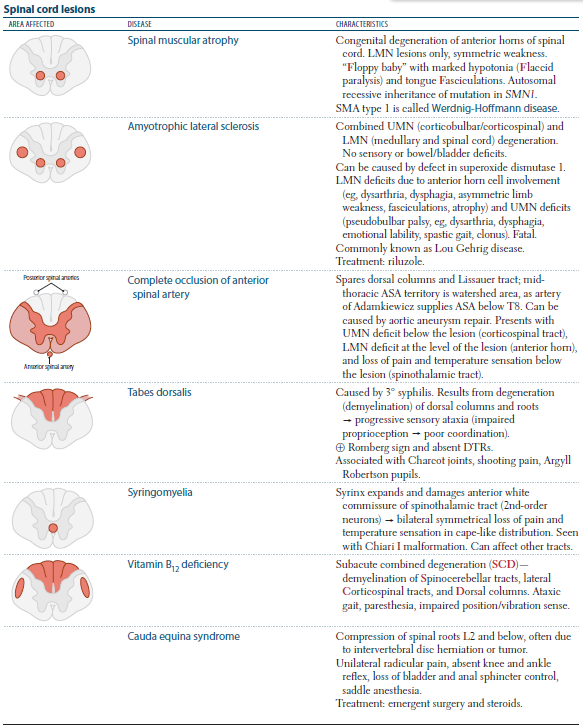 Spinal cord lesions
AREA AFFECTED DISEASE CHARACTERISTICS
Spinal muscular atrophy
Congenital degeneration of anterior horns of spinal
cord. LMN lesions only, symmetric weakness.
“Floppy baby” with marked hypotonia (Flaccid
paralysis) and tongue Fasciculations. Autosomal
recessive inheritance of mutation in SMN1.
SMA type 1 is called Werdnig-Hoffmann disease.
Amyotrophic lateral sclerosis
Combined UMN (corticobulbar/corticospinal) and
LMN (medullary and spinal cord) degeneration.
No sensory or bowel/bladder deficits.
Can be caused by defect in superoxide dismutase 1.
LMN deficits due to anterior horn cell involvement
(eg, dysarthria, dysphagia, asymmetric limb
weakness, fasciculations, atrophy) and UMN deficits
(pseudobulbar palsy, eg, dysarthria, dysphagia,
emotional lability, spastic gait, clonus). Fatal.
Commonly known as Lou Gehrig disease.
Treatment: riluzole.
Posterior spinal arteries
Anterior spinal artery
Complete occlusion of anterior
spinal artery
Spares dorsal columns and Lissauer tract; mid-
thoracic ASA territory is watershed area, as artery
of Adamkiewicz supplies ASA below T8. Can be
caused by aortic aneurysm repair. Presents with
UMN deficit below the lesion (corticospinal tract),
LMN deficit at the level of the lesion (anterior horn),
and loss of pain and temperature sensation below
the lesion (spinothalamic tract).
Tabes dorsalis
Caused by 3° syphilis. Results from degeneration
(demyelination) of dorsal columns and roots
→ progressive sensory ataxia (impaired
proprioception → poor coordination).
⊕ Romberg sign and absent DTRs.
Associated with Charcot joints, shooting pain, Argyll
Robertson pupils.
Syringomyelia
Syrinx expands and damages anterior white
commissure of spinothalamic tract (2nd-order
neurons) → bilateral symmetrical loss of pain and
temperature sensation in cape-like distribution. Seen
with Chiari I malformation. Can affect other tracts.
Vitamin B12 deficiency
Subacute combined degeneration (SCD)—
demyelination of Spinocerebellar tracts, lateral
Corticospinal tracts, and Dorsal columns. Ataxic
gait, paresthesia, impaired position/vibration sense.
Cauda equina syndrome
Compression of spinal roots L2 and below, often due
to intervertebral disc herniation or tumor.
Unilateral radicular pain, absent knee and ankle
reflex, loss of bladder and anal sphincter control,
saddle anesthesia.
Treatment: emergent surgery and steroids.